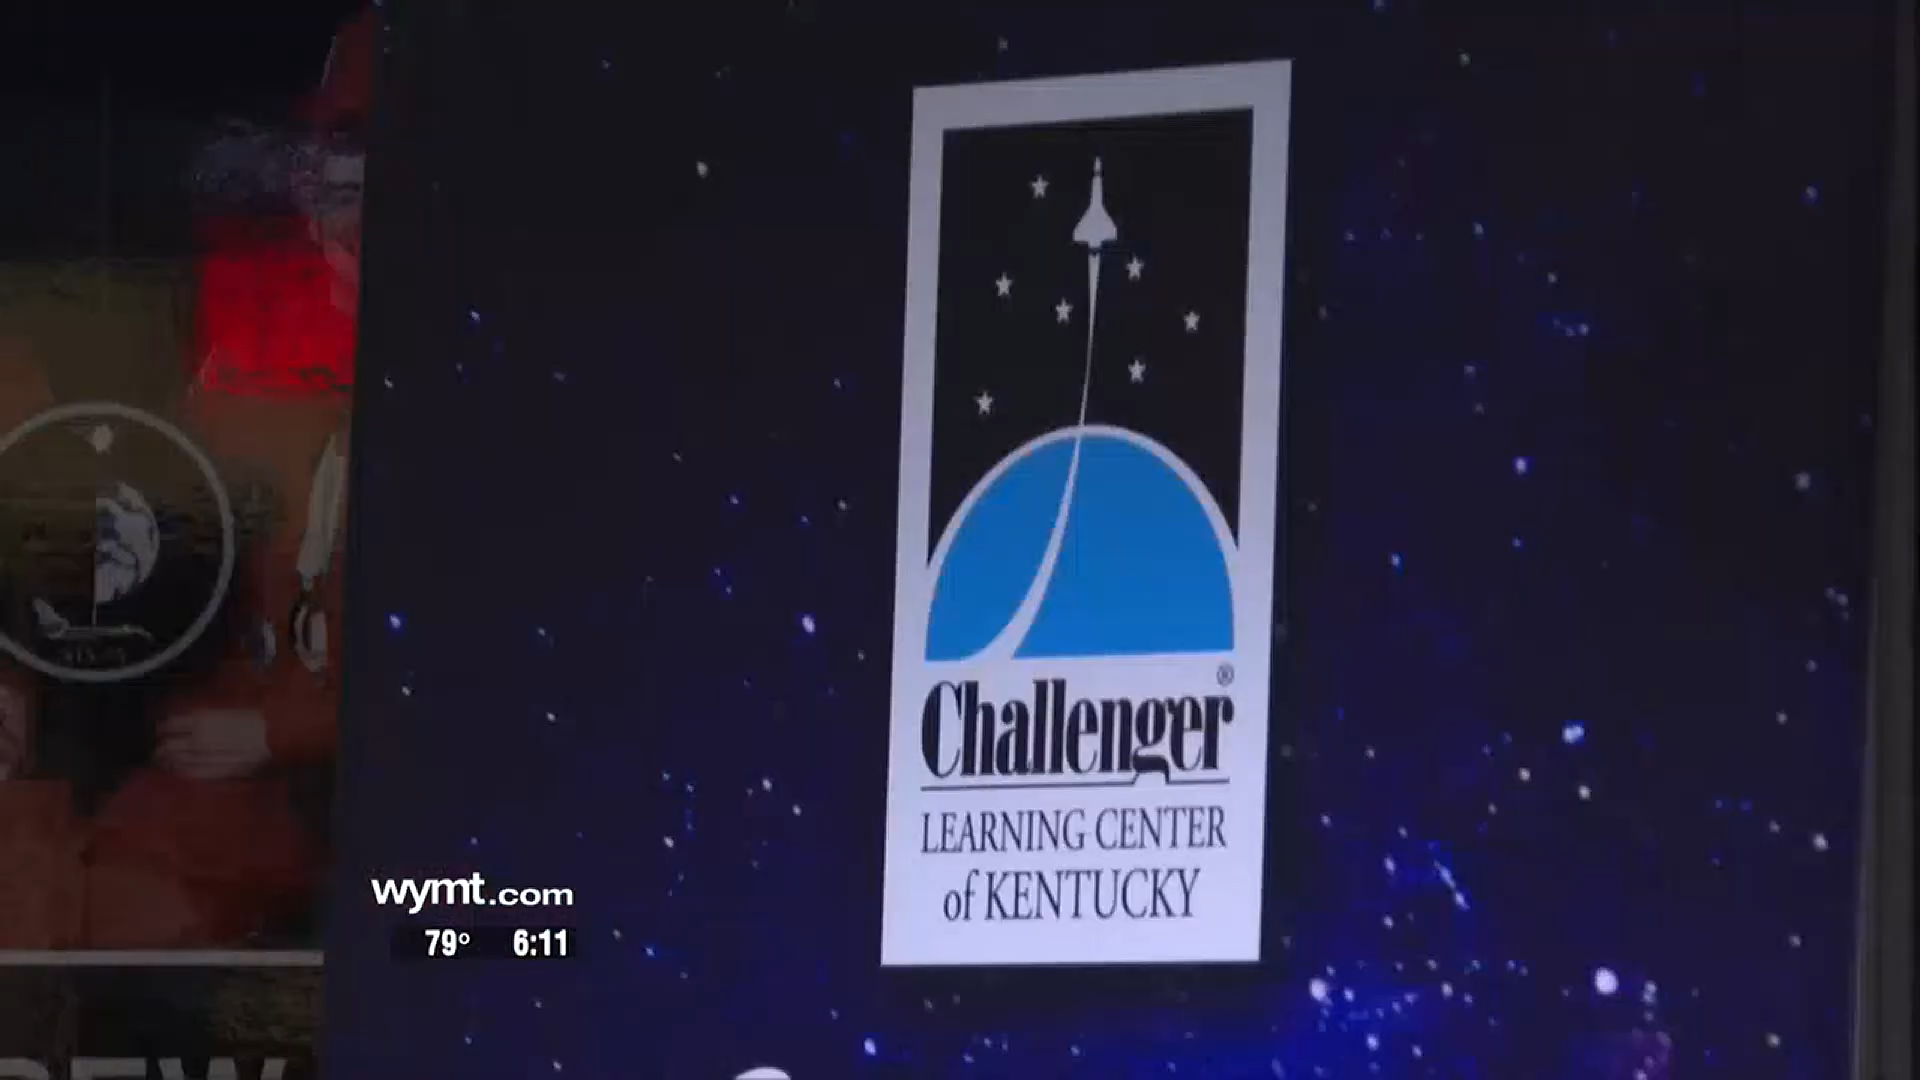 Challenger®
LEARNING CENTER
of KENTUCKY
wymt.com
79° 6:11